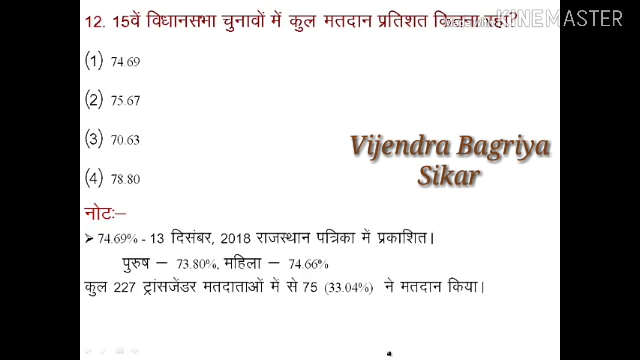 12. 15वें विधानसभा चुनावों में कुल मतदान प्रतिशत कितना रहा?
KINEMASTER
(1) 74.69
(2) 75.67
(3) 70.63
(4) 78.80
Vijendra Bagriya
Sikar
नोटः–
➢ 74.69% - 13 दिसंबर, 2018 राजस्थान पत्रिका में प्रकाशित।
पुरुष – 73.80%, महिला – 74.66%
कुल 227 ट्रांसजेंडर मतदाताओं में से 75 (33.04%) ने मतदान किया।